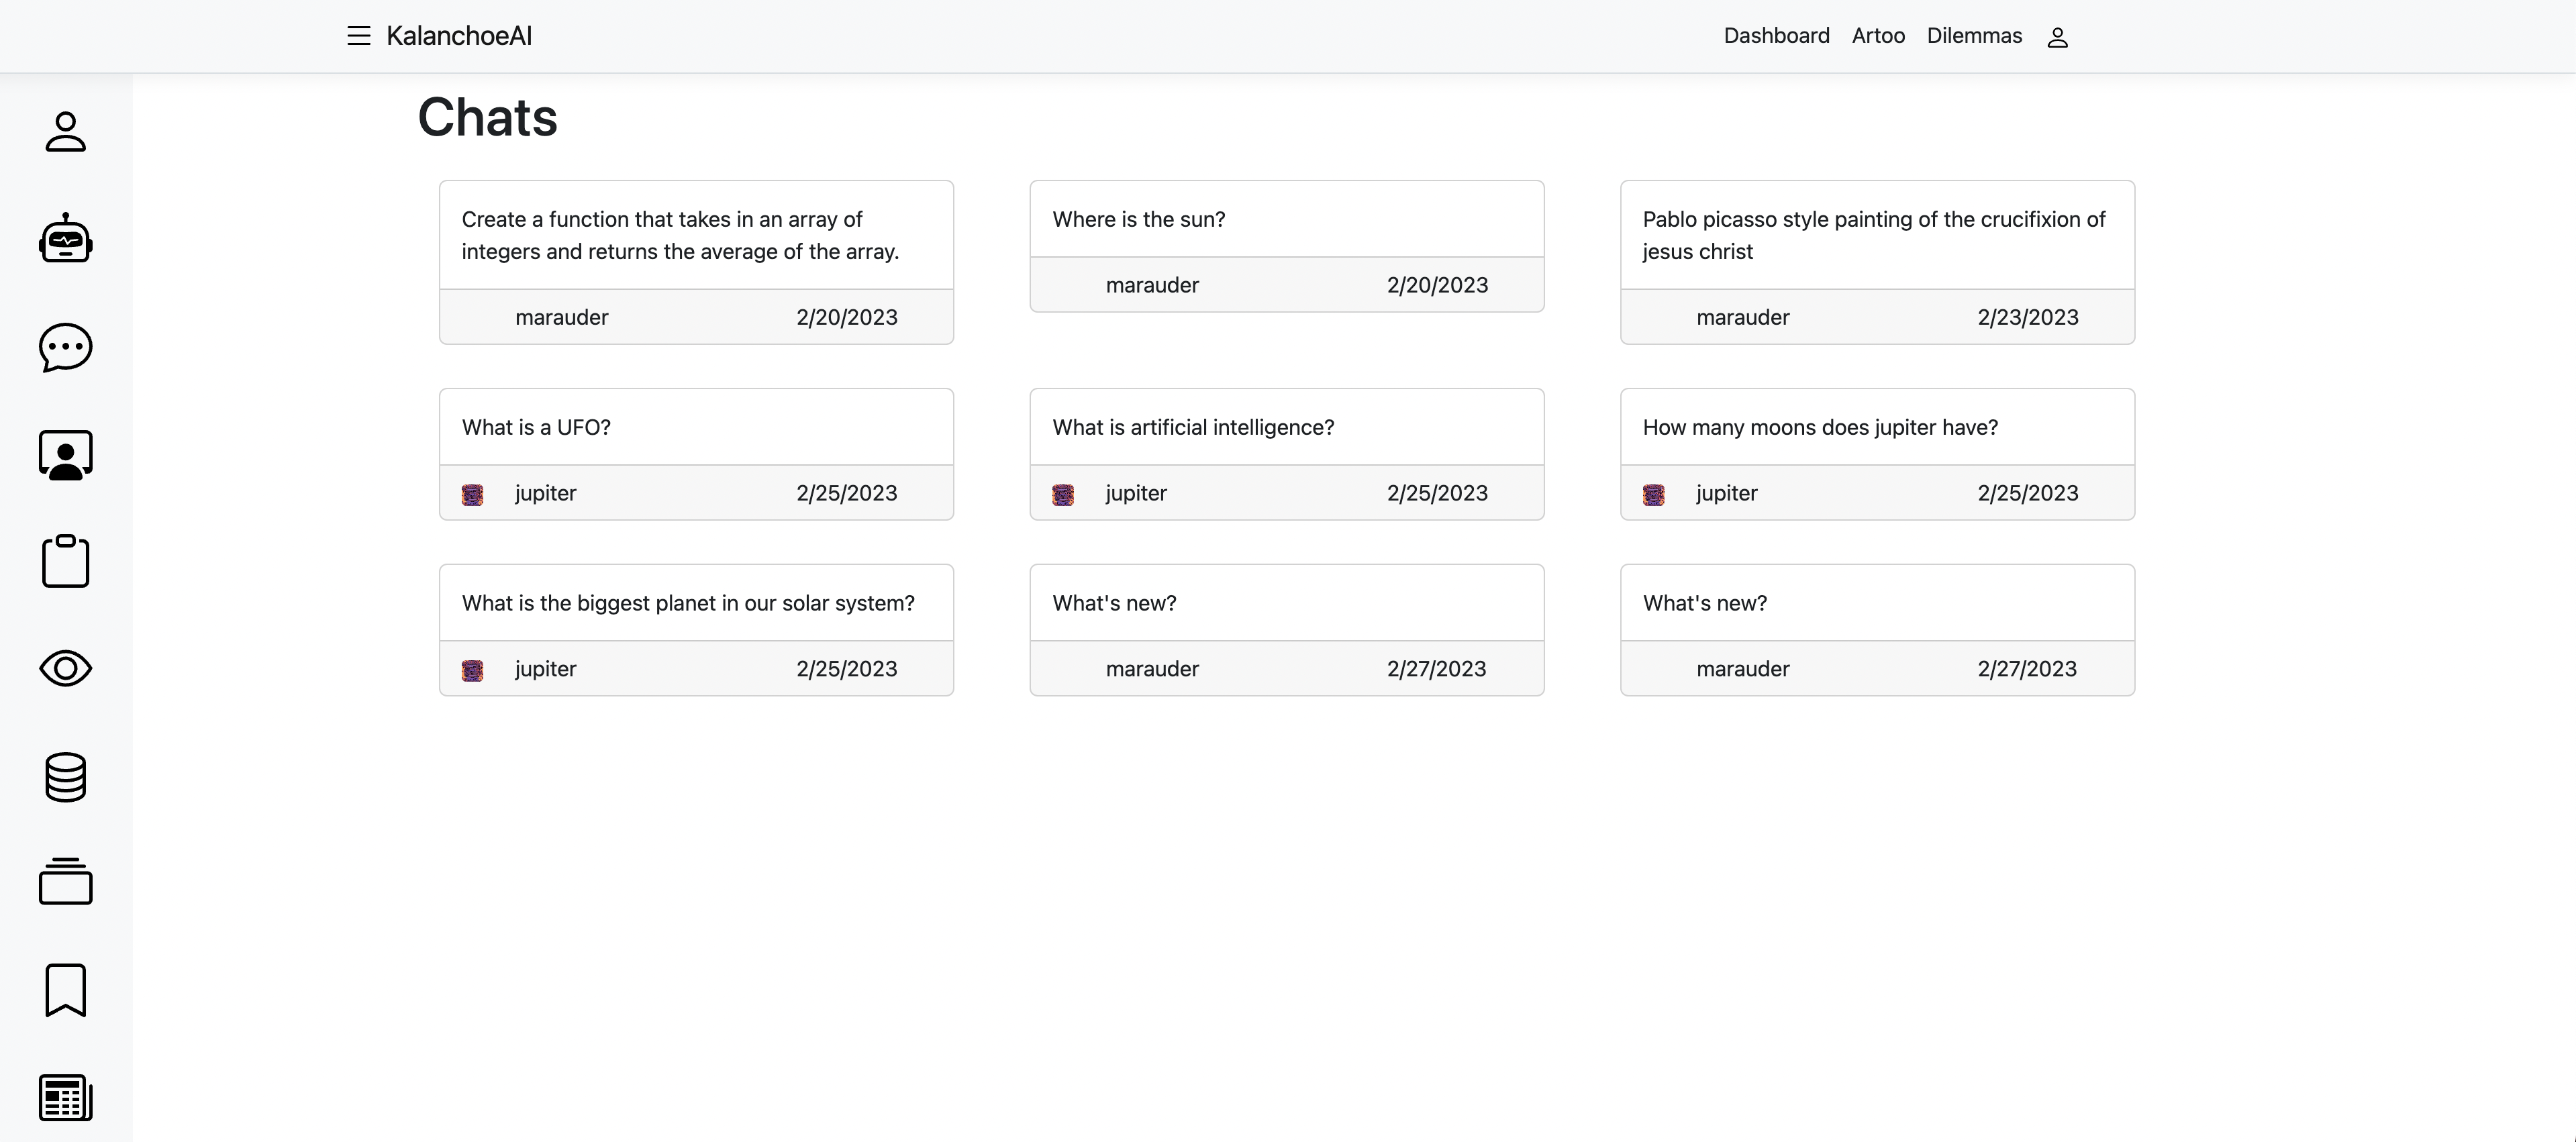 KalanchoeAI
Dashboard Artoo Dilemmas
Chats
Create a function that takes in an array of
integers and returns the average of the array.
marauder 2/20/2023
Where is the sun?
marauder 2/20/2023
Pablo picasso style painting of the crucifixion of
jesus christ
marauder 2/23/2023
What is a UFO?
jupiter 2/25/2023
What is artificial intelligence?
jupiter 2/25/2023
How many moons does jupiter have?
jupiter 2/25/2023
What is the biggest planet in our solar system?
jupiter 2/25/2023
What's new?
marauder 2/27/2023
What's new?
marauder 2/27/2023